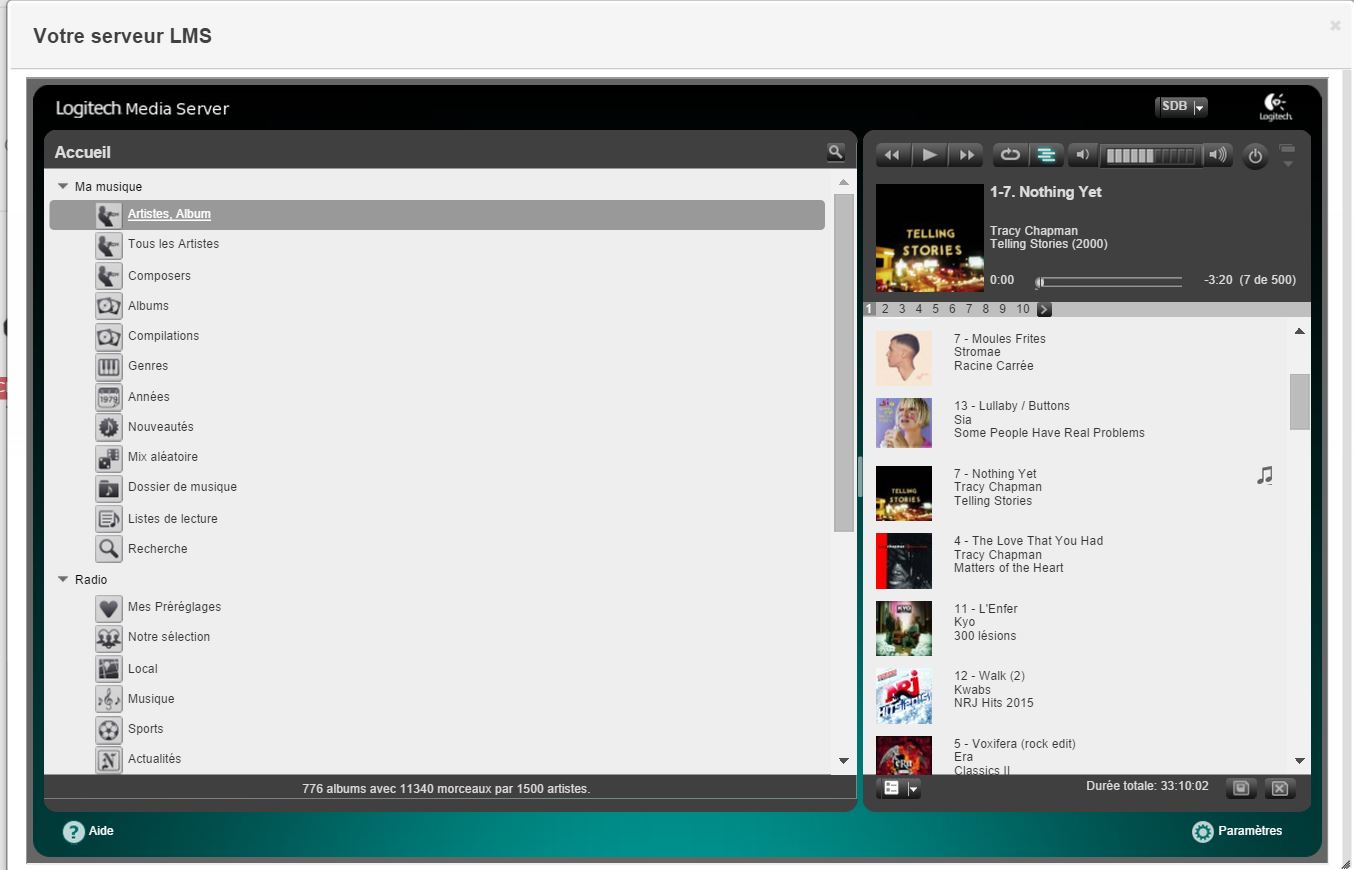 Votre serveur LMS
Logitech Media Server
SDB
Logitech
Accueil
Ma musique
Artistes, Album
Tous les Artistes
Composers
Albums
Compilations
Genres
1979
Années
Nouveautés
Mix aléatoire
Dossier de musique
Listes de lecture
Recherche
Radio
Mes Préréglages
Notre sélection
Local
Musique
Sports
N
Actualités
776 albums avec 11340 morceaux par 1500 artistes.
TELLING
STORIES
1-7. Nothing Yet
Tracy Chapman
Telling Stories (2000)
0:00
-3:20 (7 de 500)
1 2 3 4 5 6 7 8 9 10
7 - Moules Frites
Stromae
Racine Carrée
13 - Lullaby / Buttons
Sia
Some People Have Real Problems
TELLING
STORIES
7 - Nothing Yet
Tracy Chapman
Telling Stories
4 - The Love That You Had
Tracy Chapman
Matters of the Heart
KYO
11 - L'Enfer
Kyo
300 lésions
NRJ
12 - Walk (2)
Kwabs
NRJ Hits 2015
5 - Voxifera (rock edit)
Era
Classics II
Durée totale: 33:10:02
? Aide
Paramètres